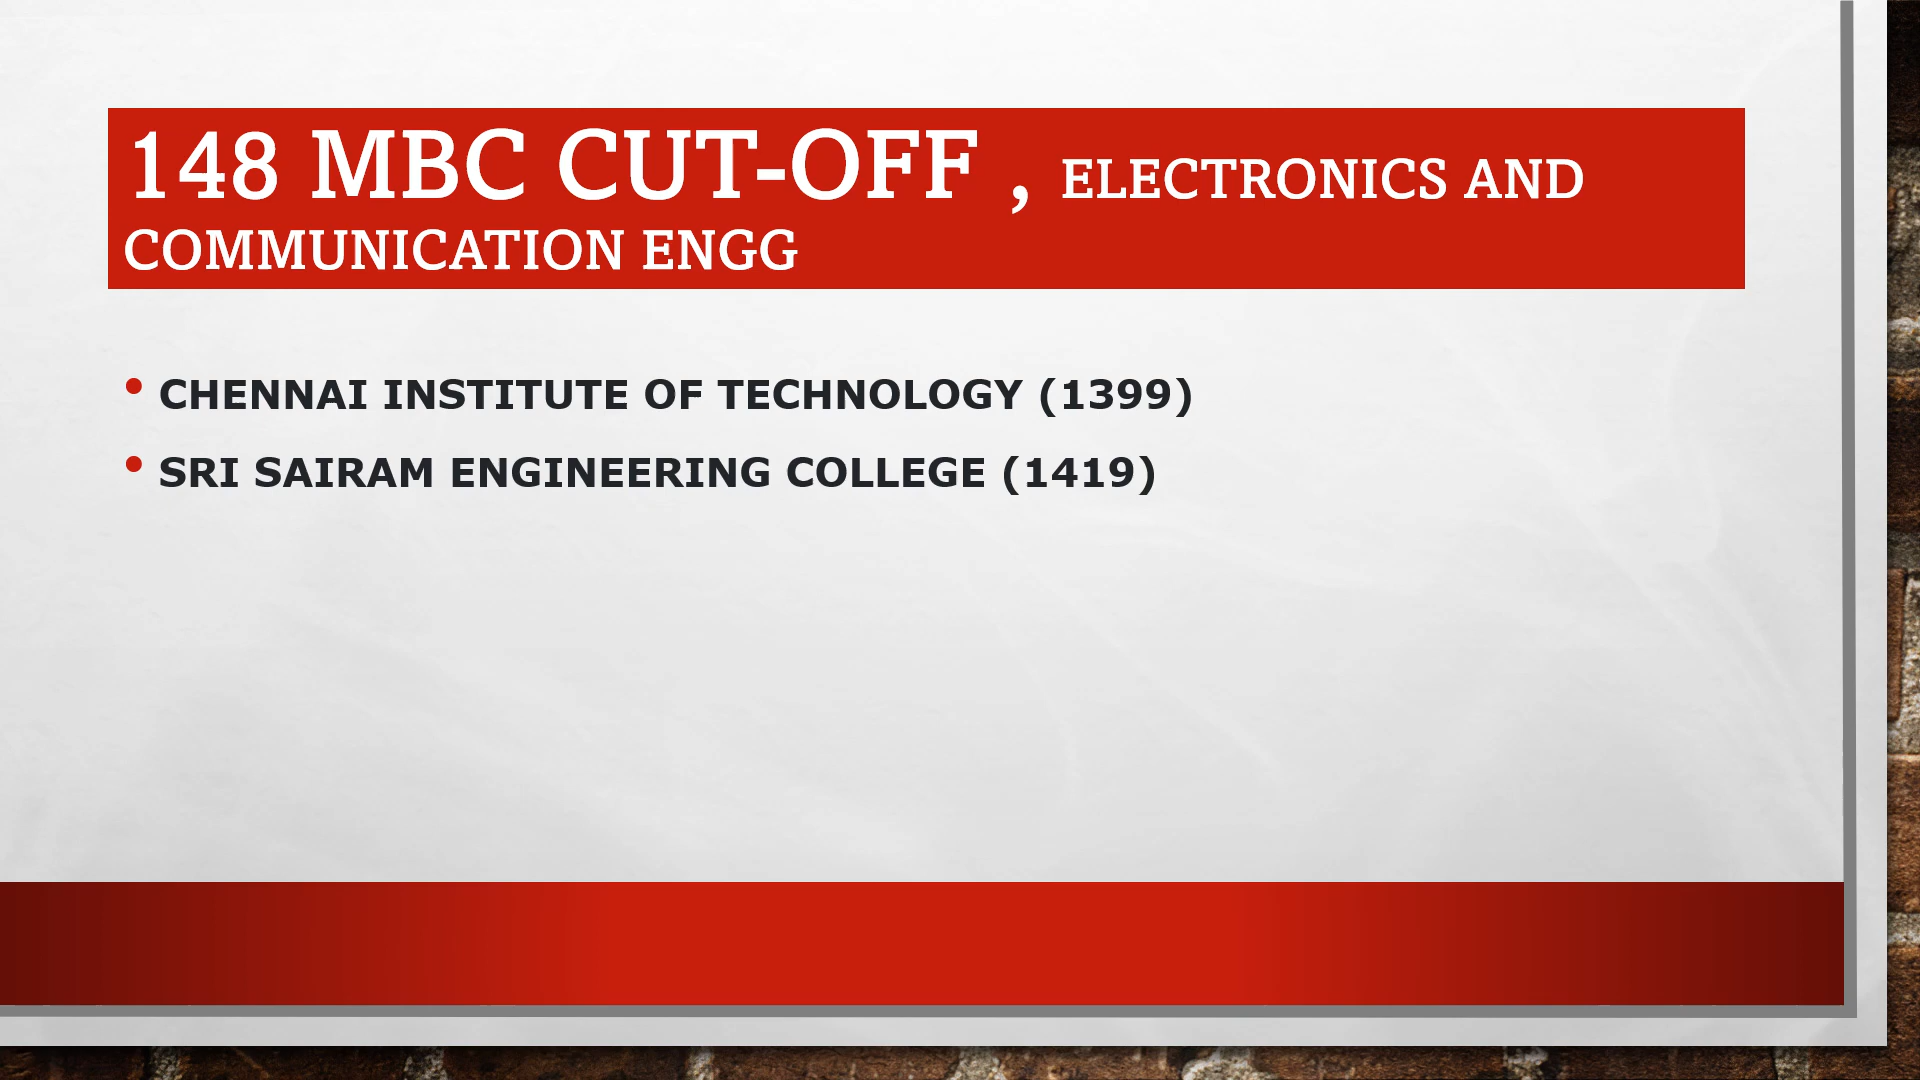 148 MBC CUT-OFF , ELECTRONICS AND
COMMUNICATION ENGG
• CHENNAI INSTITUTE OF TECHNOLOGY (1399)
• SRI SAIRAM ENGINEERING COLLEGE (1419)